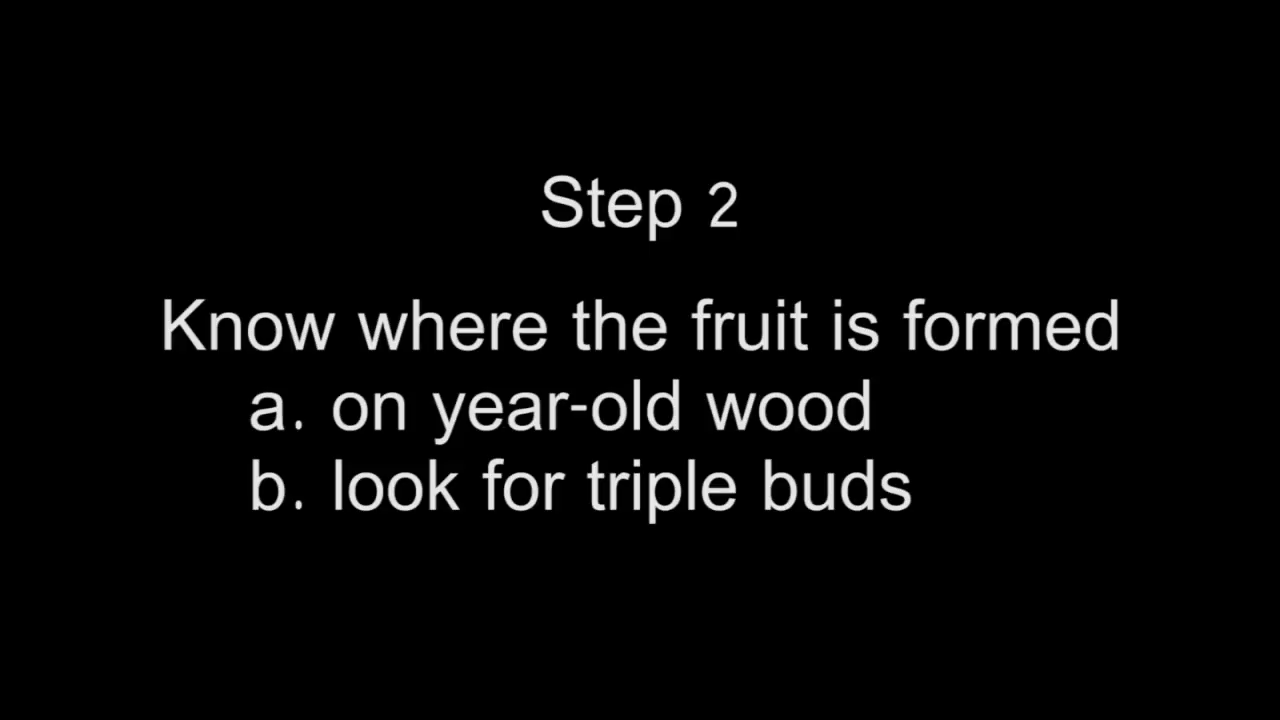 Step 2
Know where the fruit is formed
a. on year-old wood
b. look for triple buds